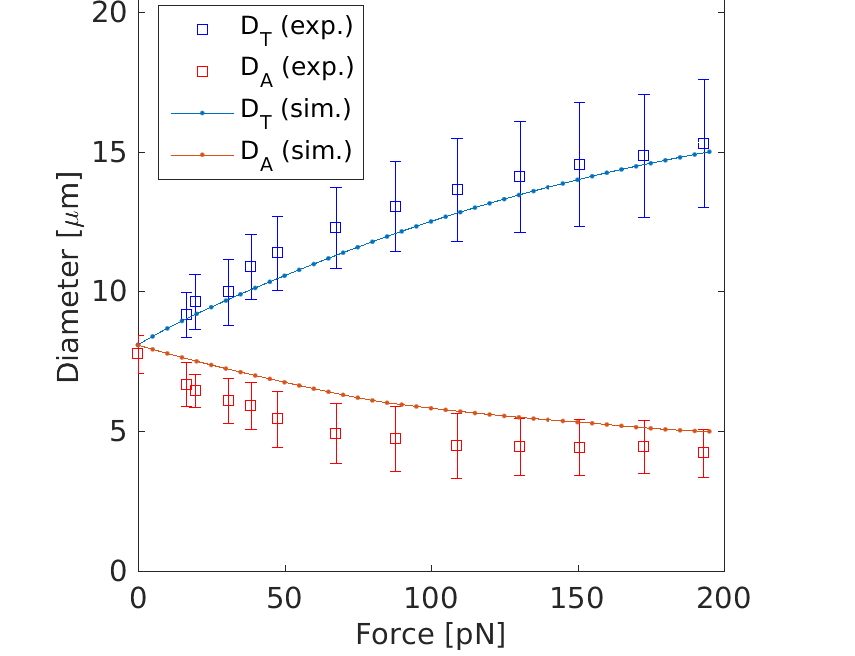 20
15
10
5
0
0 50 100 150 200
Diameter [μm]
Force [pN]
D_T (exp.)
D_A (exp.)
D_T (sim.)
D_A (sim.)